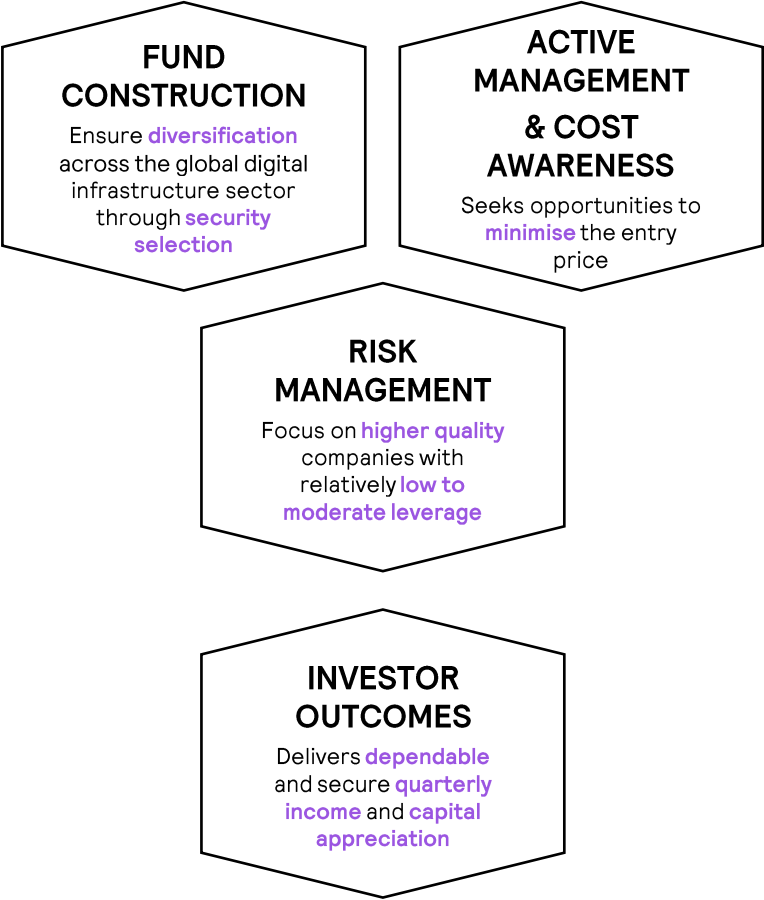 FUND
CONSTRUCTION
Ensure diversification
across the global digital
infrastructure sector
through security
selection
ACTIVE
MANAGEMENT
& COST
AWARENESS
Seeks opportunities to
minimise the entry
price
RISK
MANAGEMENT
Focus on higher quality
companies with
relatively low to
moderate leverage
INVESTOR
OUTCOMES
Delivers dependable
and secure quarterly
income and capital
appreciation